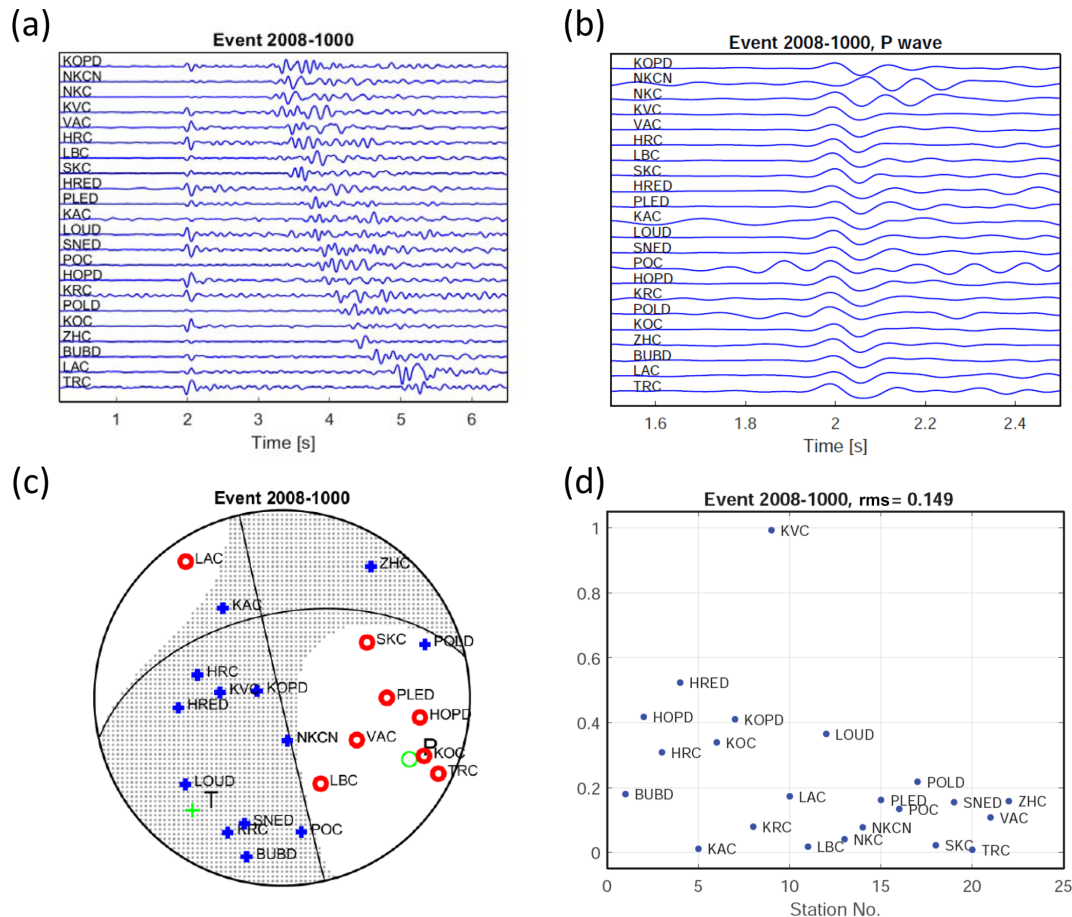 (a)
Event 2008-1000
KOPD
NKCN
NKC
KVC
VAC
HRC
LBC
SKC
HRED
PLED
KAC
LOUD
SNED
POC
HOPD
KRC
POLD
KOC
ZHC
BUBD
LAC
TRC
1 2 3 4 5 6
Time [s]
(b)
Event 2008-1000, P wave
KOPD
NKCN
NKC
KVC
VAC
HRC
LBC
SKC
HRED
PLED
KAC
LOUD
SNED
POC
HOPD
KRC
POLD
KOC
ZHC
BUBD
LAC
TRC
1.6 1.8 2 2.2 2.4
Time [s]
(c)
Event 2008-1000
LAC
ZHC
KAC
SKC
POLD
HRC
KVC
KOPD
HRED
PLED
HOPD
NKCN
VAC
P
KOC
TRC
LOUD
LBC
T
SNED
KRC
POC
BUBD
(d)
Event 2008-1000, rms= 0.149
1
KVC
0.8
0.6
HRED
HOPD
KOPD
0.4
LOUD
KOC
HRC
POLD
0.2
BUBD
LAC
PLED
POC
SNED
ZHC
VAC
KRC
NKCN
NKC
SKC
LBC
KAC
TRC
0
0 5 10 15 20 25
Station No.